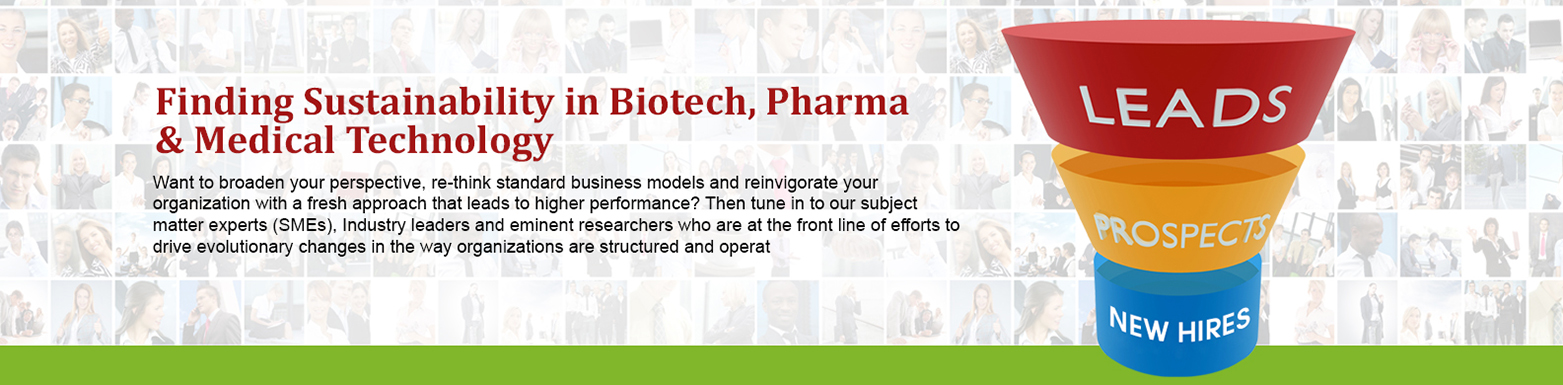 Finding Sustainability in Biotech, Pharma
& Medical Technology
Want to broaden your perspective, re-think standard business models and reinvigorate your
organization with a fresh approach that leads to higher performance? Then tune in to our subject
matter experts (SMEs), Industry leaders and eminent researchers who are at the front line of efforts to
drive evolutionary changes in the way organizations are structured and operat
LEADS
PROSPECTS
NEW HIRES